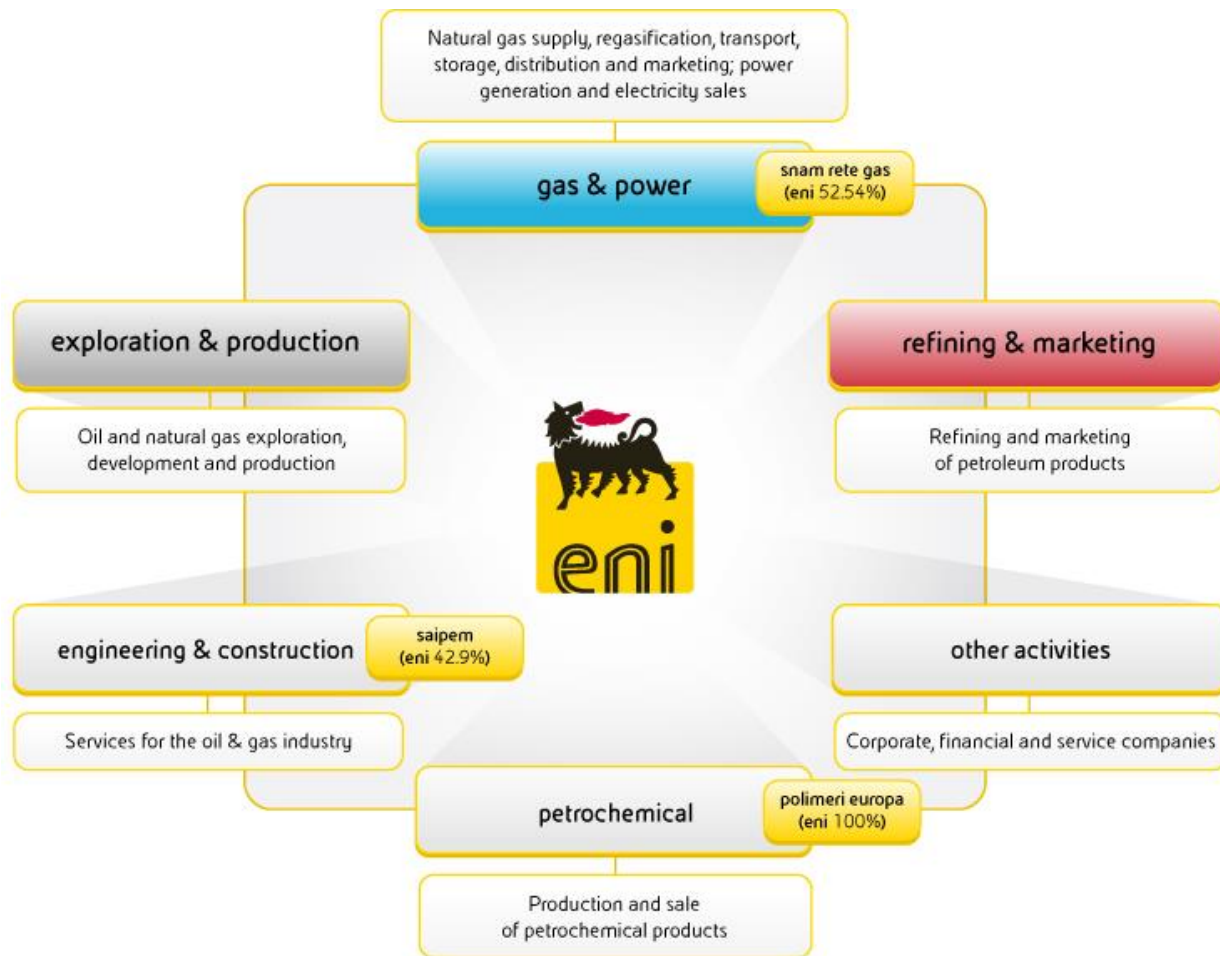 Natural gas supply, regasification, transport,
storage, distribution and marketing; power
generation and electricity sales
gas & power
snam rete gas
(eni 52.54%)
exploration & production
Oil and natural gas exploration,
development and production
refining & marketing
Refining and marketing
of petroleum products
eni
engineering & construction
saipem
(eni 42.9%)
Services for the oil & gas industry
other activities
Corporate, financial and service companies
petrochemical
polimeri europa
(eni 100%)
Production and sale
of petrochemical products